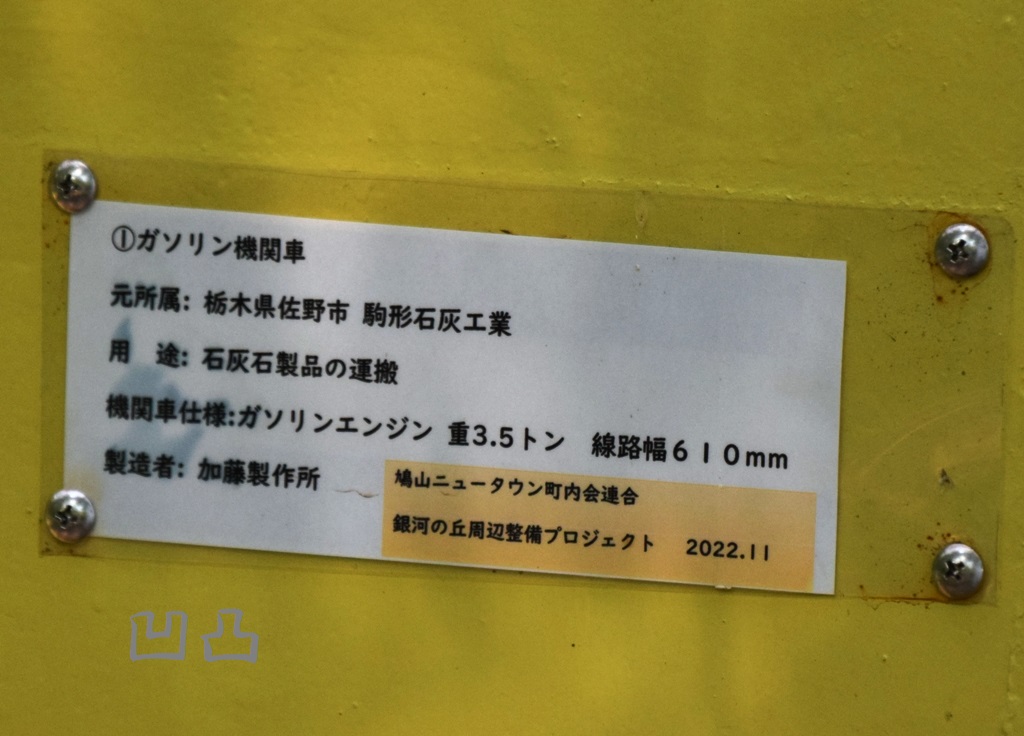 ①ガソリン機関車
元所属: 栃木県佐野市 駒形石灰工業
用　途: 石灰石製品の運搬
機関車仕様:ガソリンエンジン 重3.5トン　線路幅６１０mm
製造者: 加藤製作所
鳩山ニュータウン町内会連合
銀河の丘周辺整備プロジェクト　2022.11
凹凸